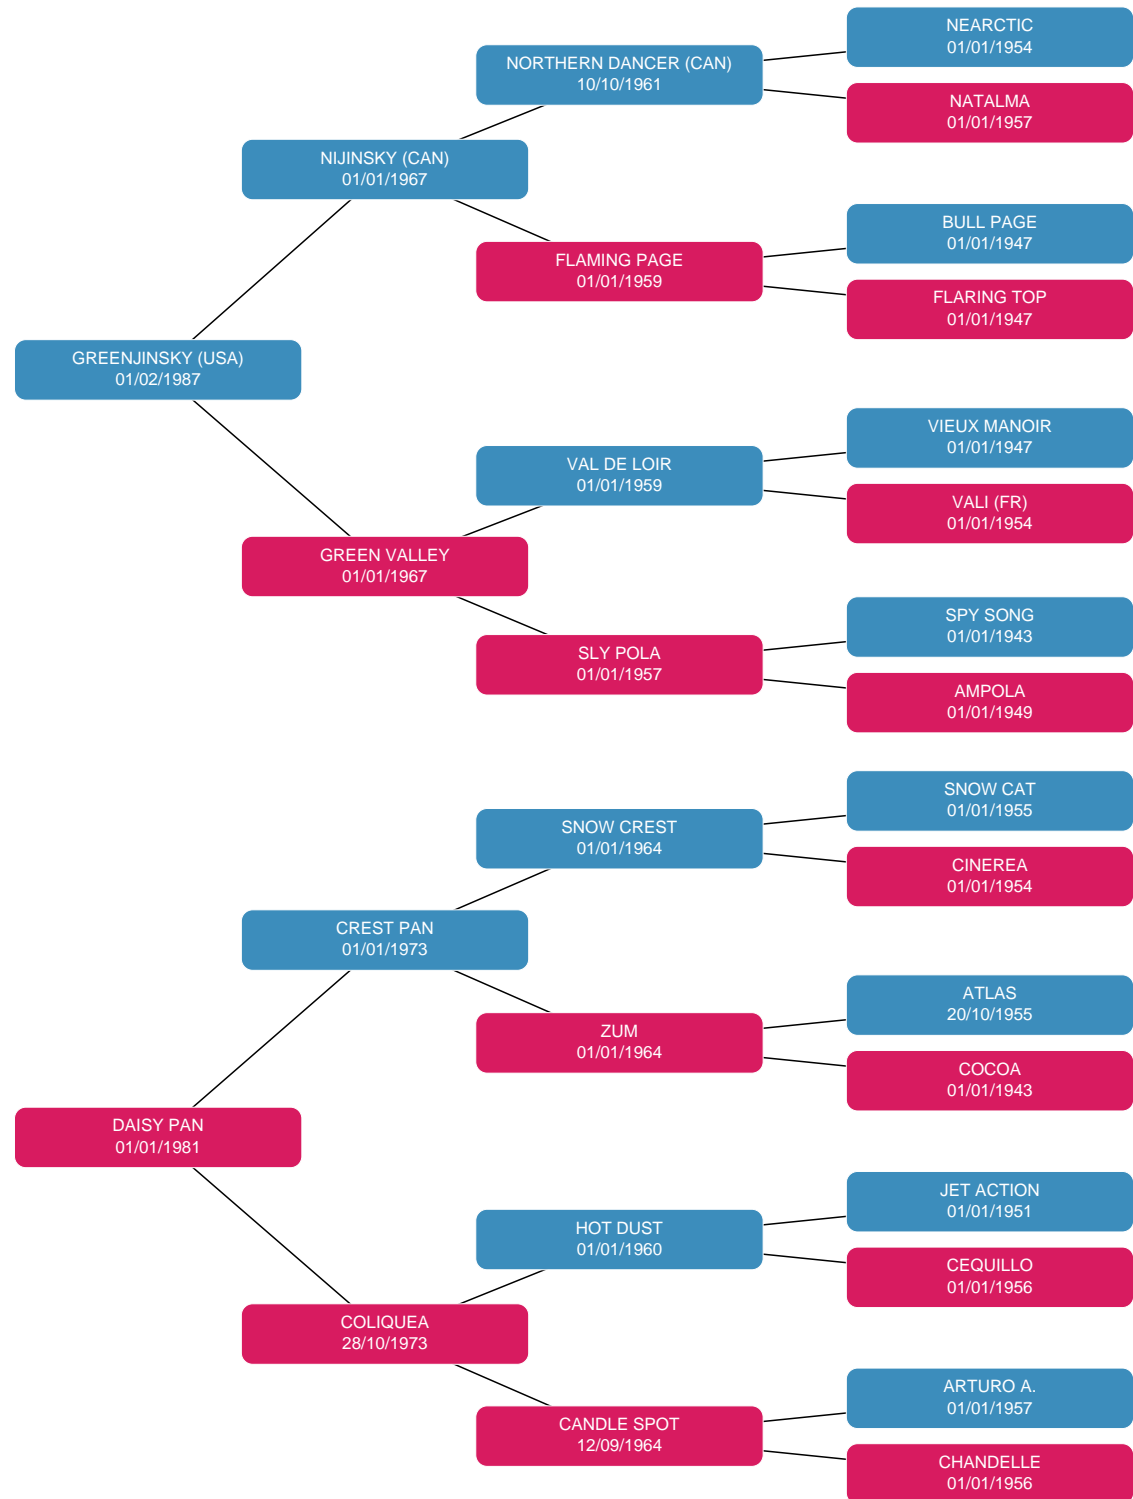 NEARCTIC
01/01/1954
NORTHERN DANCER (CAN)
10/10/1961
NATALMA
01/01/1957
NIJINSKY (CAN)
01/01/1967
BULL PAGE
01/01/1947
FLAMING PAGE
01/01/1959
FLARING TOP
01/01/1947
GREENJINSKY (USA)
01/02/1987
VIEUX MANOIR
01/01/1947
VAL DE LOIR
01/01/1959
VALI (FR)
01/01/1954
GREEN VALLEY
01/01/1967
SPY SONG
01/01/1943
SLY POLA
01/01/1957
AMPOLA
01/01/1949
SNOW CAT
01/01/1955
SNOW CREST
01/01/1964
CINEREA
01/01/1954
CREST PAN
01/01/1973
ATLAS
20/10/1955
ZUM
01/01/1964
COCOA
01/01/1943
DAISY PAN
01/01/1981
JET ACTION
01/01/1951
HOT DUST
01/01/1960
CEQUILLO
01/01/1956
COLIQUEA
28/10/1973
ARTURO A.
01/01/1957
CANDLE SPOT
12/09/1964
CHANDELLE
01/01/1956